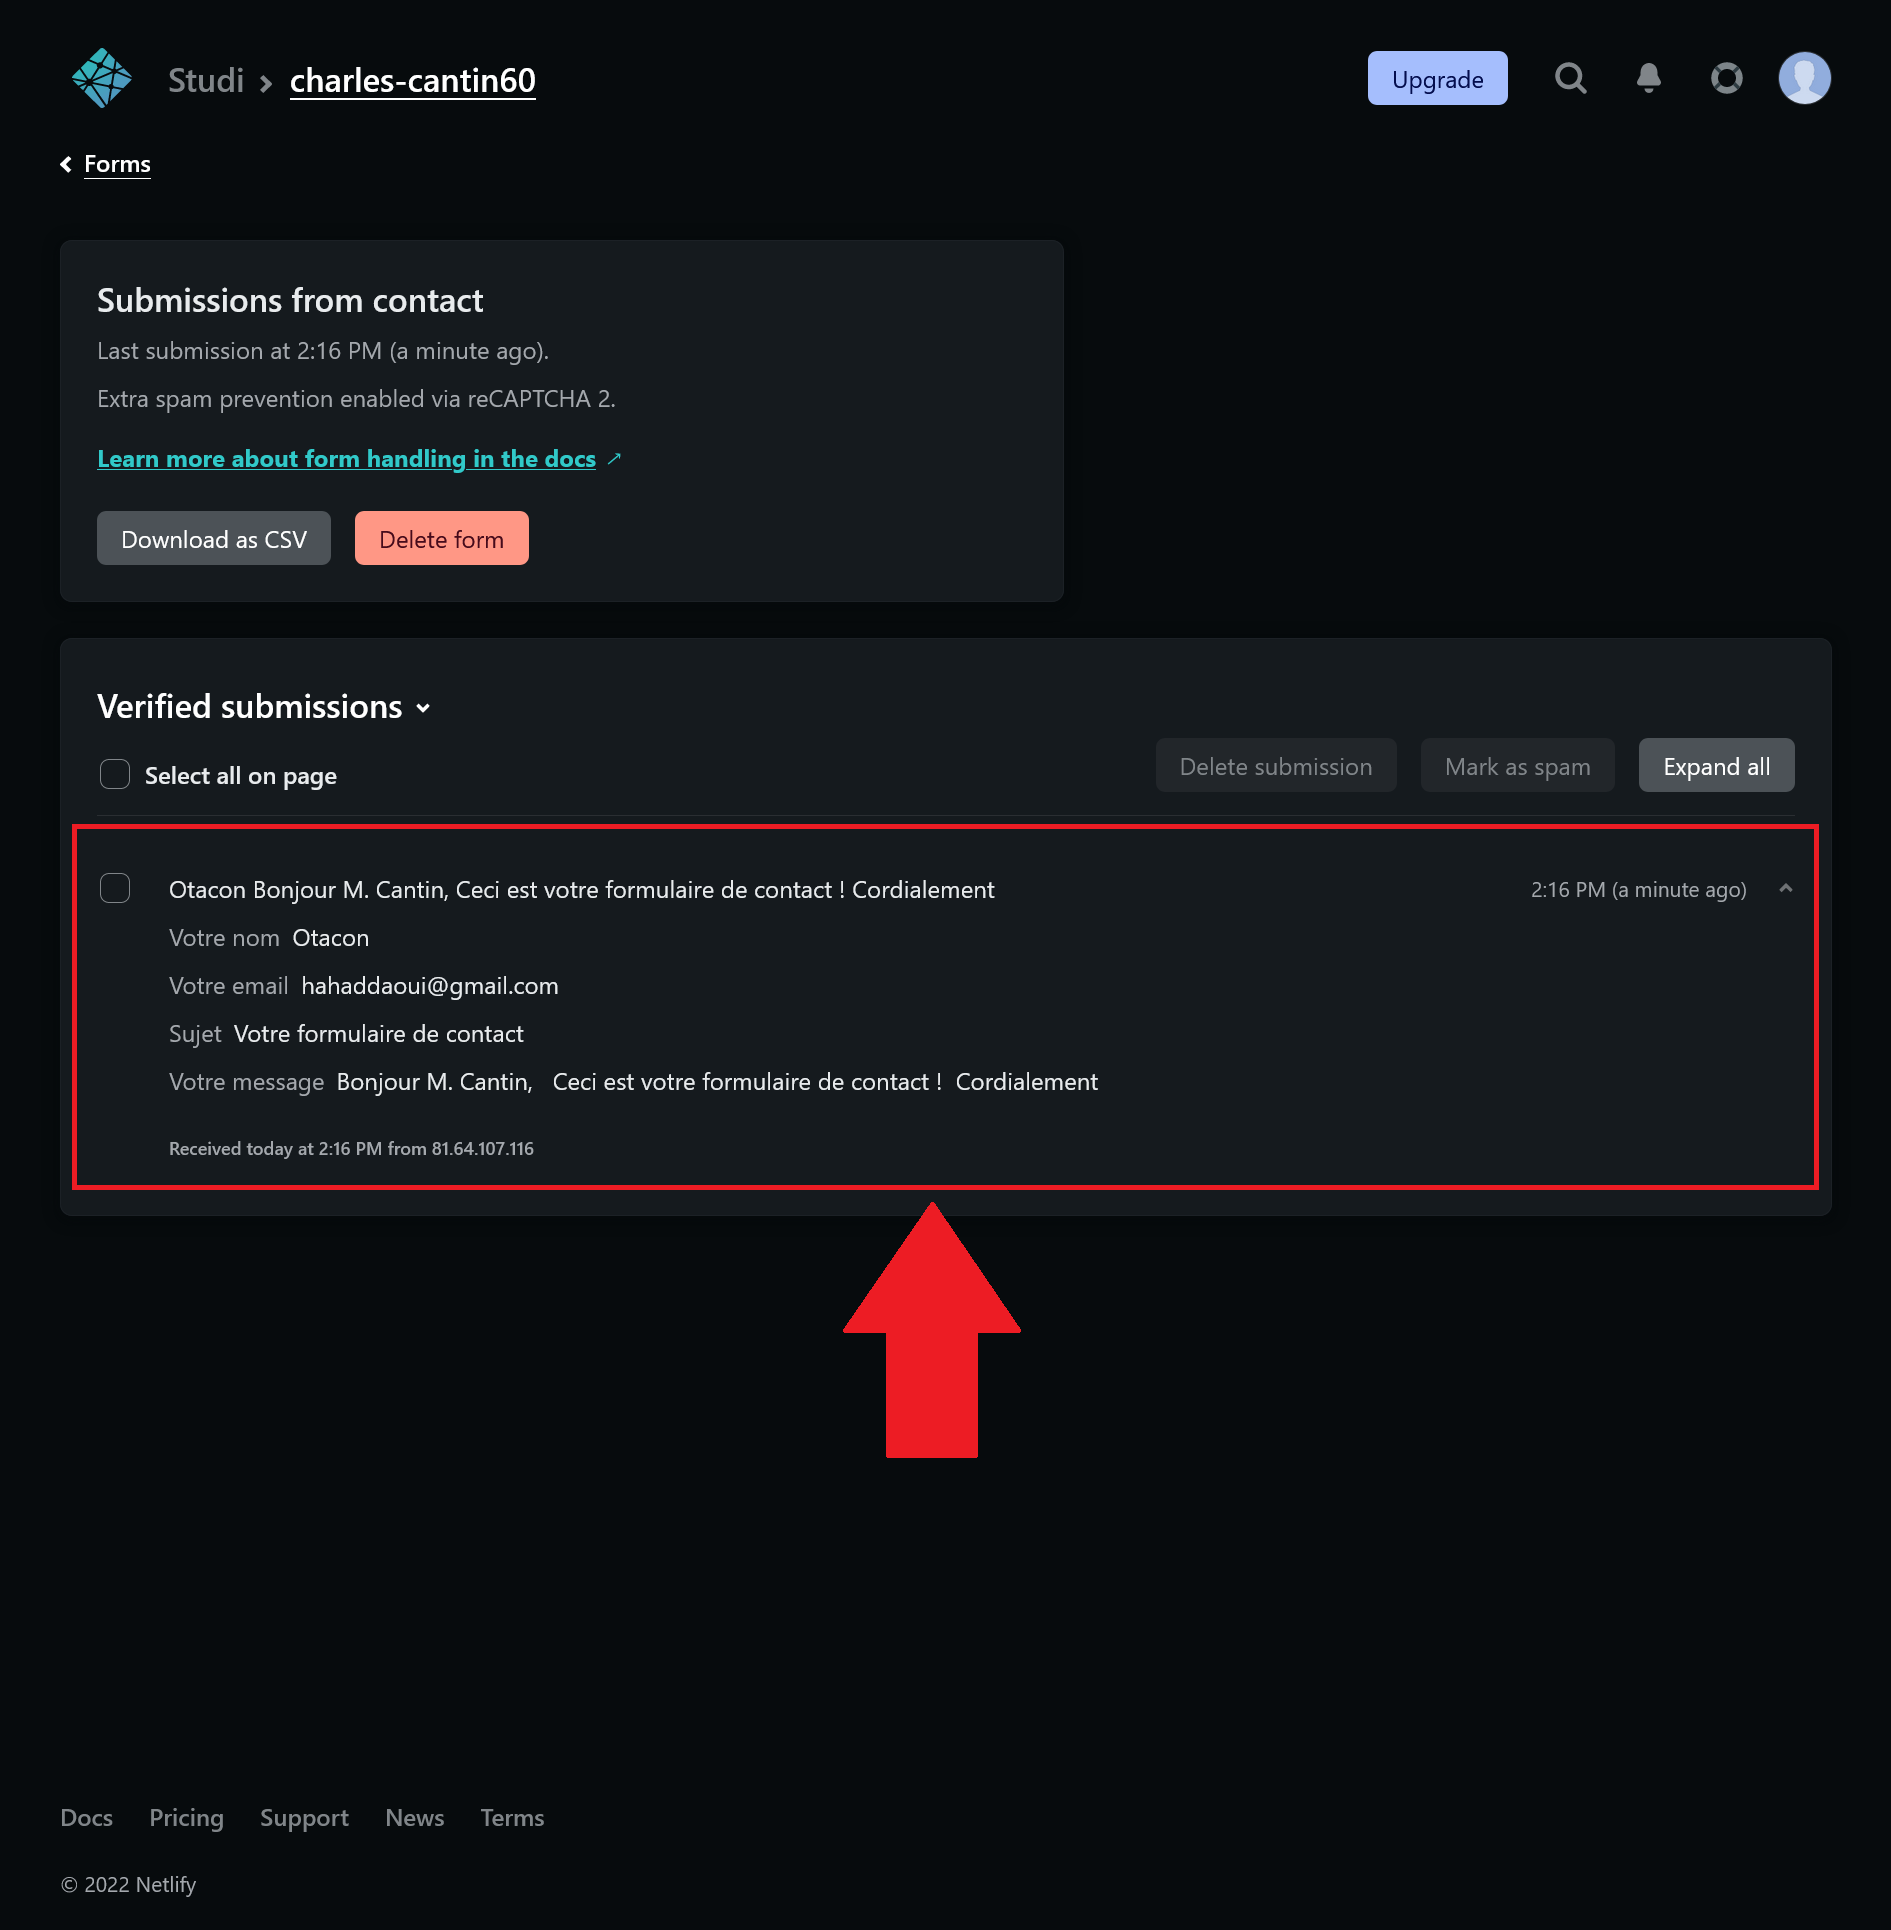 Studi charles-cantin60
Upgrade
Forms
Submissions from contact
Last submission at 2:16 PM (a minute ago).
Extra spam prevention enabled via reCAPTCHA 2.
Learn more about form handling in the docs ↗
Download as CSV Delete form
Verified submissions
Select all on page
Delete submission Mark as spam Expand all
Otacon Bonjour M. Cantin, Ceci est votre formulaire de contact ! Cordialement 2:16 PM (a minute ago)
Votre nom Otacon
Votre email hahaddaoui@gmail.com
Sujet Votre formulaire de contact
Votre message Bonjour M. Cantin, Ceci est votre formulaire de contact ! Cordialement
Received today at 2:16 PM from 81.64.107.116
Docs Pricing Support News Terms
© 2022 Netlify